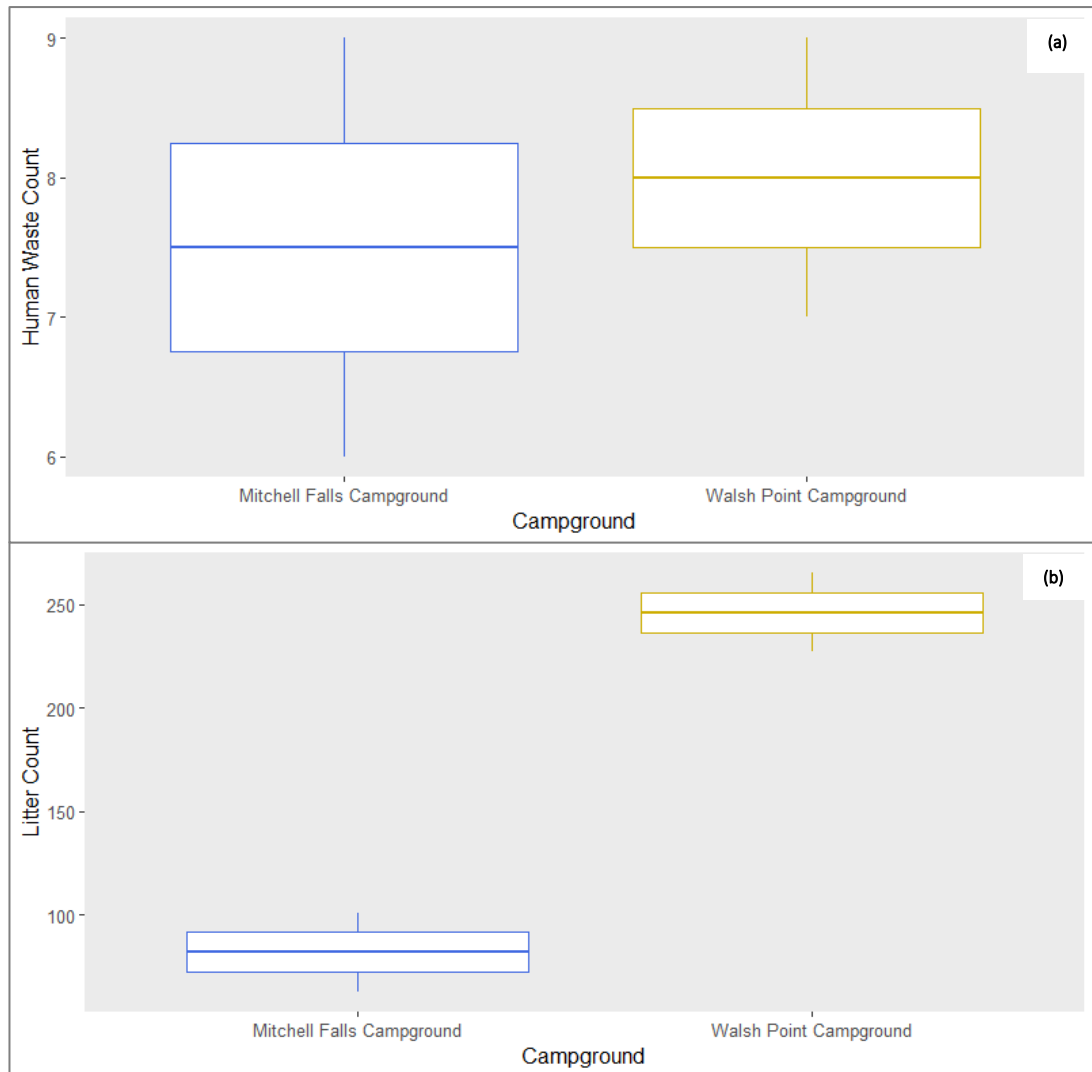 (a)
Human Waste Count
9
8
7
6
Mitchell Falls Campground
Walsh Point Campground
Campground
(b)
Litter Count
250
200
150
100
Mitchell Falls Campground
Walsh Point Campground
Campground